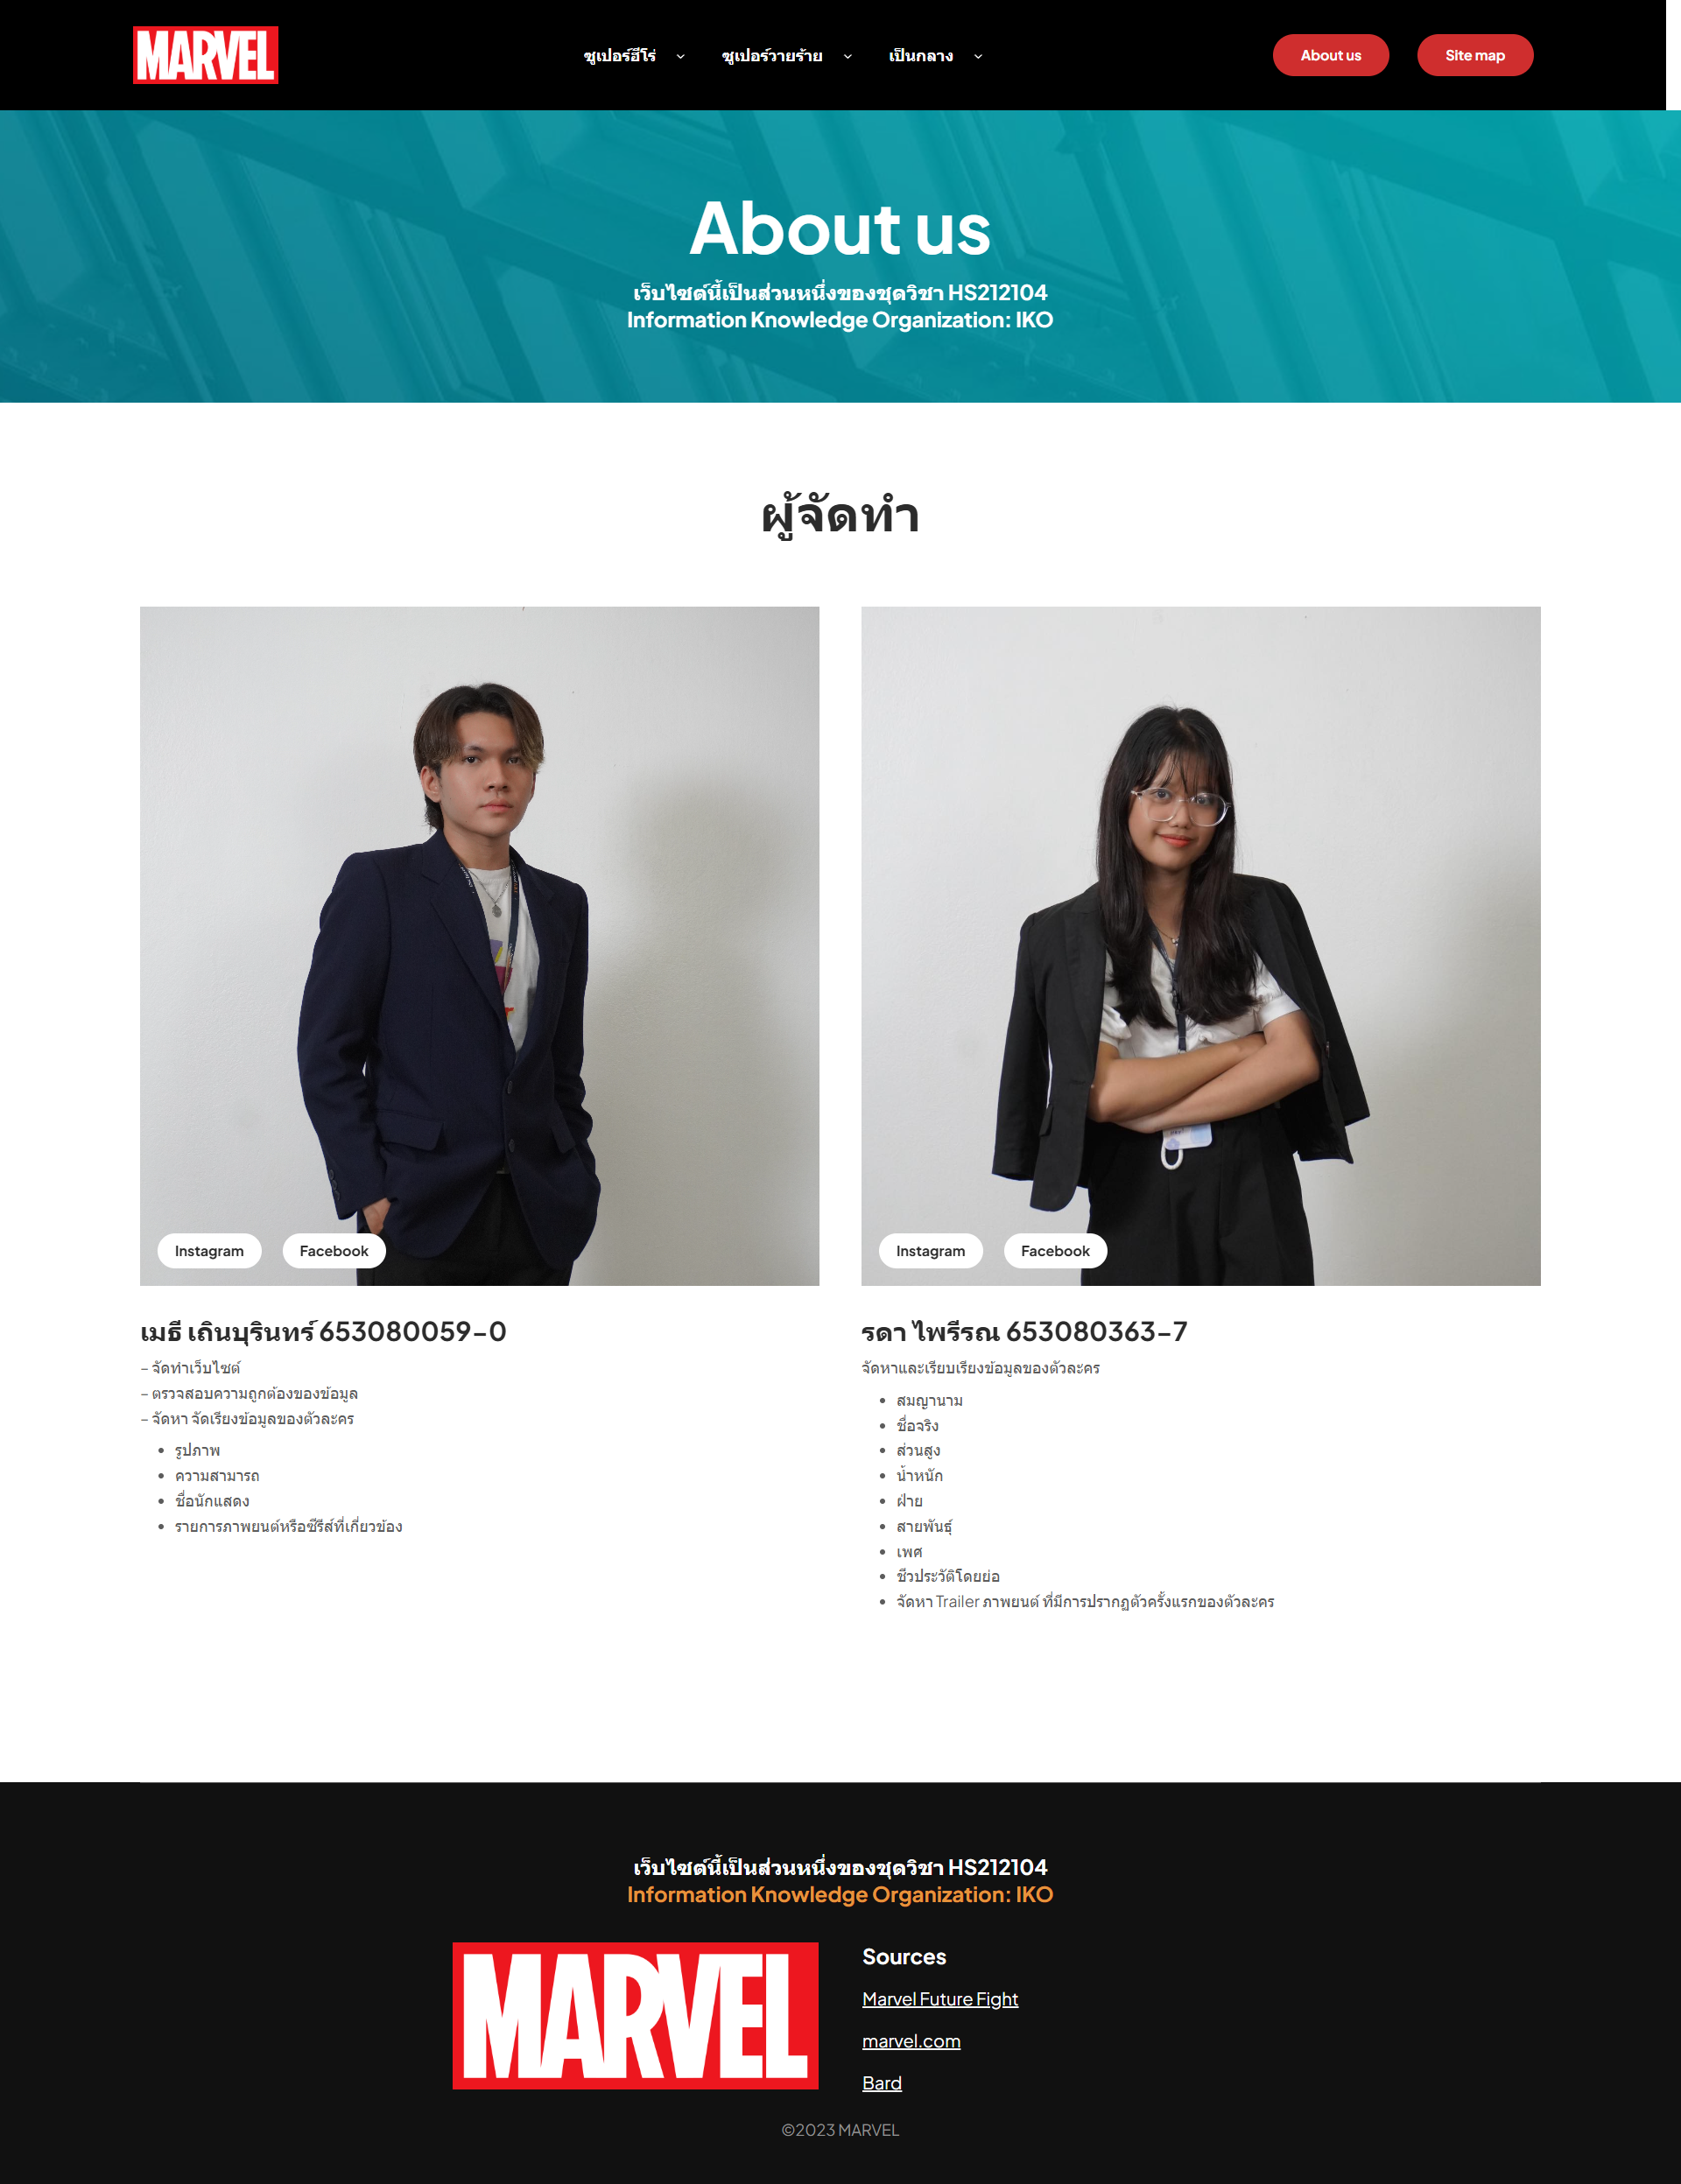 MARVEL
ซูเปอร์ฮีโร่
ซูเปอร์วายร้าย
เป็นกลาง
About us
Site map
About us
เว็บไซต์นี้เป็นส่วนหนึ่งของชุดวิชา HS212104
Information Knowledge Organization: IKO
ผู้จัดทำ
Instagram
Facebook
เมธี เถินบุรินทร์ 653080059-0
– จัดทำเว็บไซต์
– ตรวจสอบความถูกต้องของข้อมูล
– จัดหา จัดเรียงข้อมูลของตัวละคร
• รูปภาพ
• ความสามารถ
• ชื่อนักแสดง
• รายการภาพยนต์หรือซีรีส์ที่เกี่ยวข้อง
Instagram
Facebook
รดา ไพรีรณ 653080363-7
จัดหาและเรียบเรียงข้อมูลของตัวละคร
• สมญานาม
• ชื่อจริง
• ส่วนสูง
• น้ำหนัก
• ฝ่าย
• สายพันธุ์
• เพศ
• ชีวประวัติโดยย่อ
• จัดหา Trailer ภาพยนต์ ที่มีการปรากฏตัวครั้งแรกของตัวละคร
เว็บไซต์นี้เป็นส่วนหนึ่งของชุดวิชา HS212104
Information Knowledge Organization: IKO
MARVEL
Sources
Marvel Future Fight
marvel.com
Bard
©2023 MARVEL